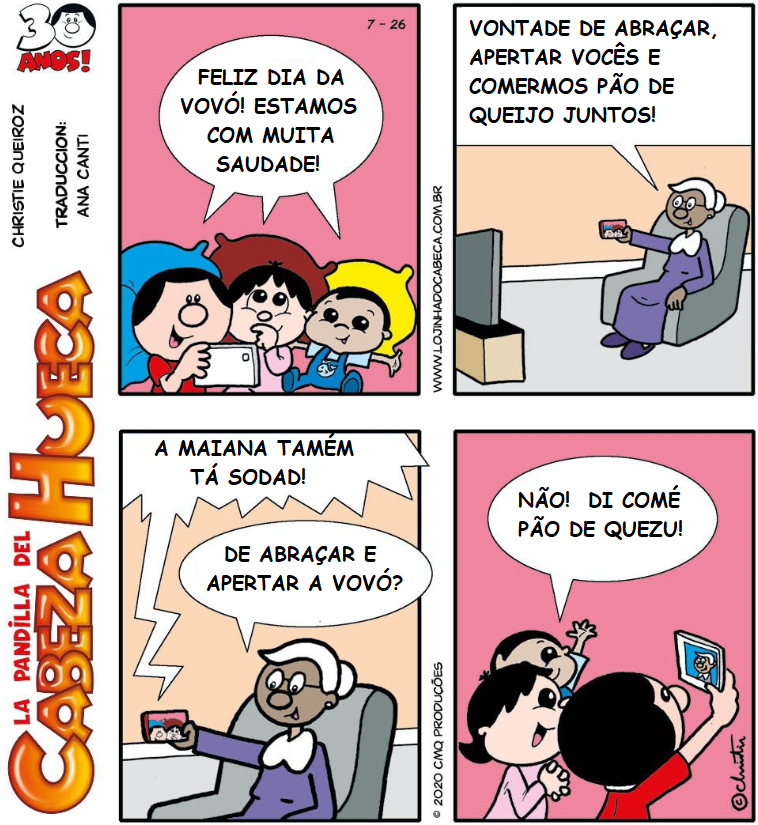 30
ANOS!
CHRISTIE QUEIROZ
TRADUCCION:
ANA CANTI
LA PANDILLA DEL
CABEZA HUECA
7 - 26
FELIZ DIA DA
VOVÓ! ESTAMOS
COM MUITA
SAUDADE!
WWW.LOJINHADOCABECA.COM.BR
VONTADE DE ABRAÇAR,
APERTAR VOCÊS E
COMERMOS PÃO DE
QUEIJO JUNTOS!
A MAIANA TAMÉM
TÁ SODAD!
DE ABRAÇAR E
APERTAR A VOVÓ?
© 2020 CMQ PRODUÇÕES
NÃO! DI COMÉ
PÃO DE QUEZU!
©christie